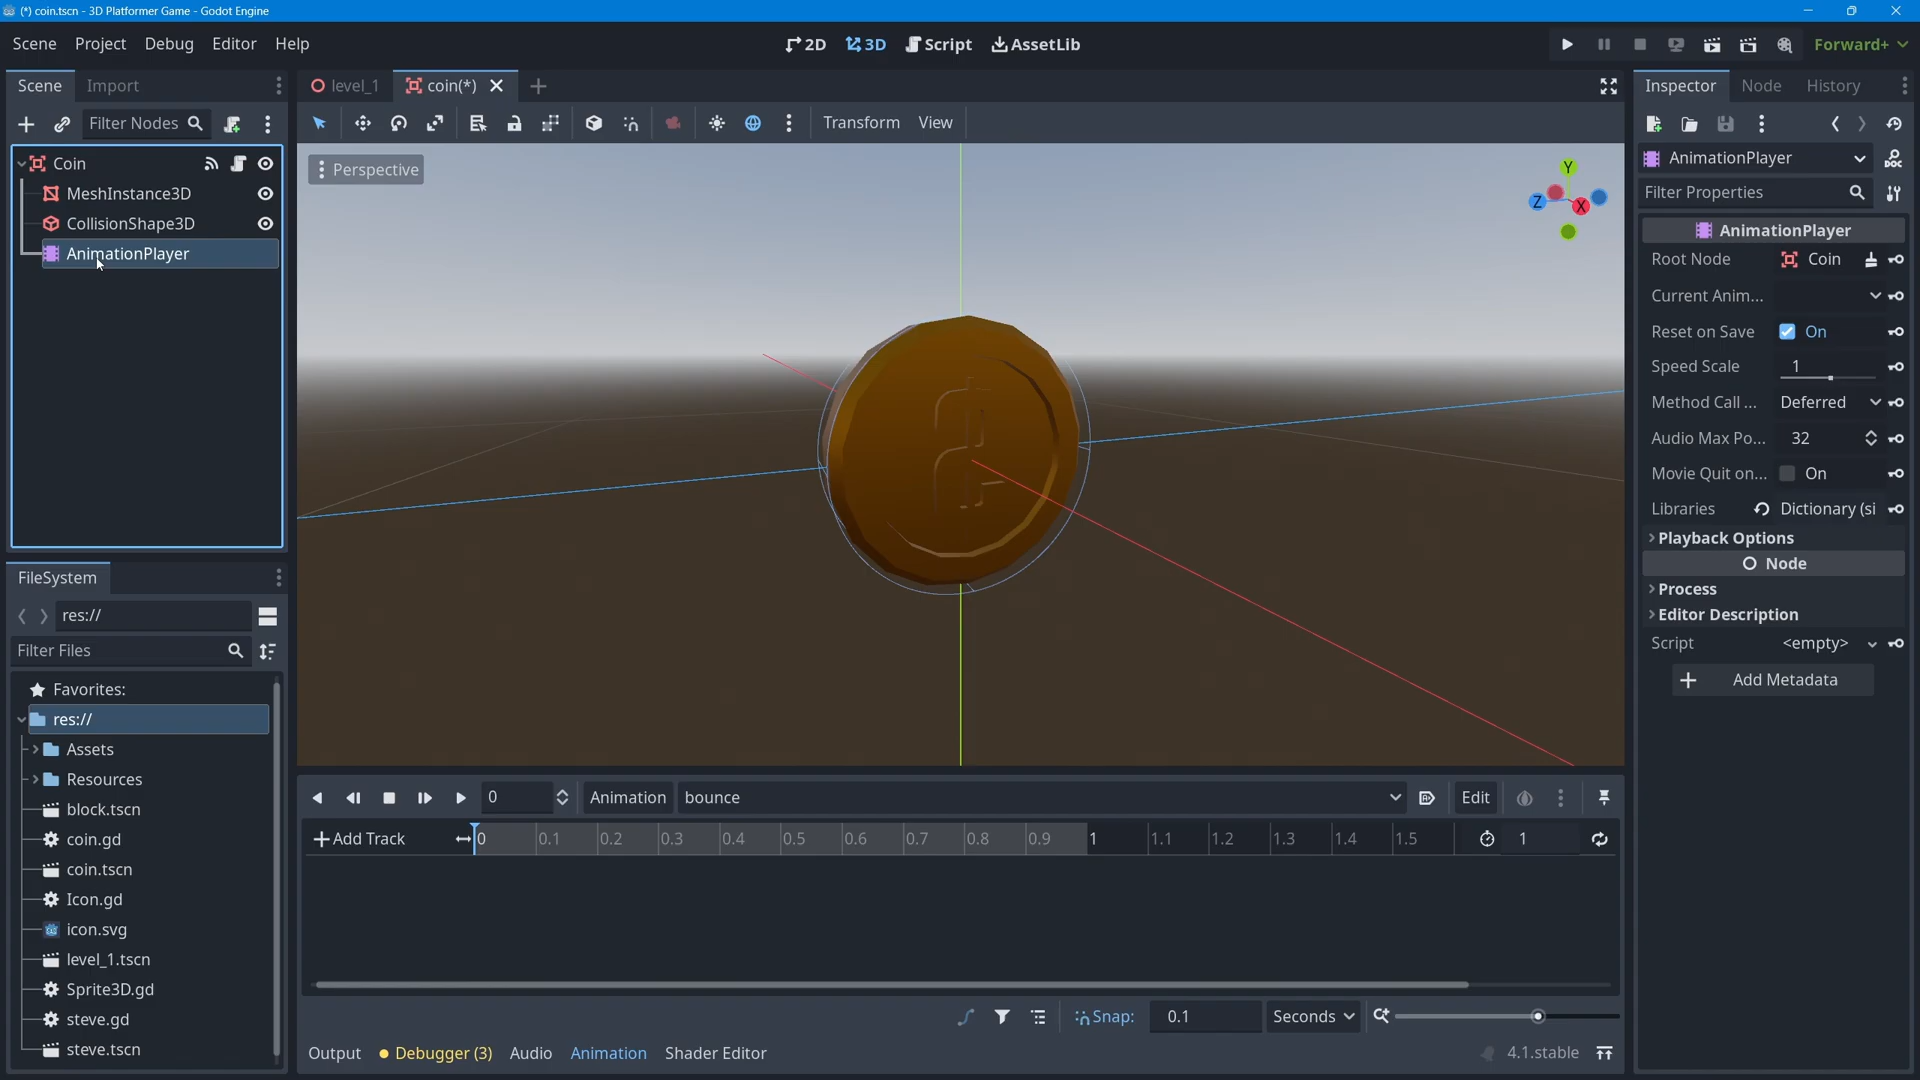 (*) coin.tscn - 3D Platformer Game - Godot Engine
Scene Project Debug Editor Help
2D 3D Script AssetLib
Forward+
Scene Import
level_1 coin(*)
Inspector Node History
Filter Nodes
Transform View
Coin
MeshInstance3D
CollisionShape3D
AnimationPlayer
Perspective
Y
Z
X
AnimationPlayer
Filter Properties
AnimationPlayer
Root Node Coin
Current Anim...
Reset on Save On
Speed Scale 1
Method Call ... Deferred
Audio Max Po... 32
Movie Quit on... On
Libraries Dictionary (si
Playback Options
Node
Process
Editor Description
Script <empty>
Add Metadata
FileSystem
res://
Filter Files
Favorites:
res://
Assets
Resources
block.tscn
coin.gd
coin.tscn
Icon.gd
icon.svg
level_1.tscn
Sprite3D.gd
steve.gd
steve.tscn
0 Animation bounce Edit
Add Track 0 0.1 0.2 0.3 0.4 0.5 0.6 0.7 0.8 0.9 1 1.1 1.2 1.3 1.4 1.5 1
Snap: 0.1 Seconds
Output Debugger (3) Audio Animation Shader Editor 4.1.stable